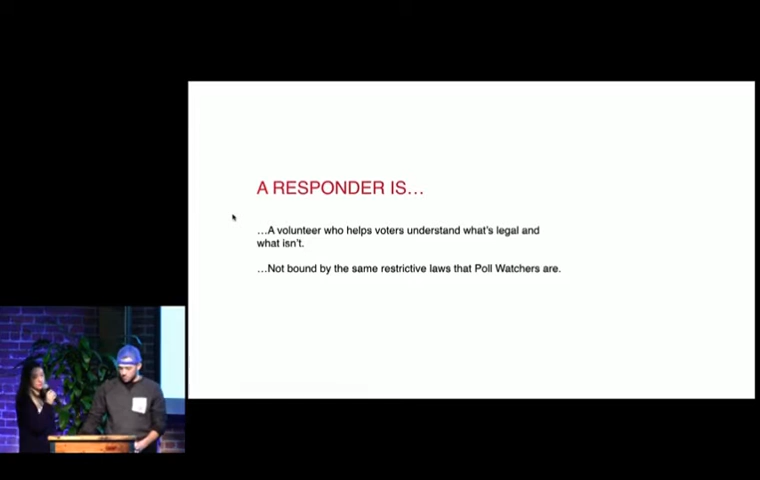 A RESPONDER IS…
…A volunteer who helps voters understand what's legal and
what isn't.
…Not bound by the same restrictive laws that Poll Watchers are.